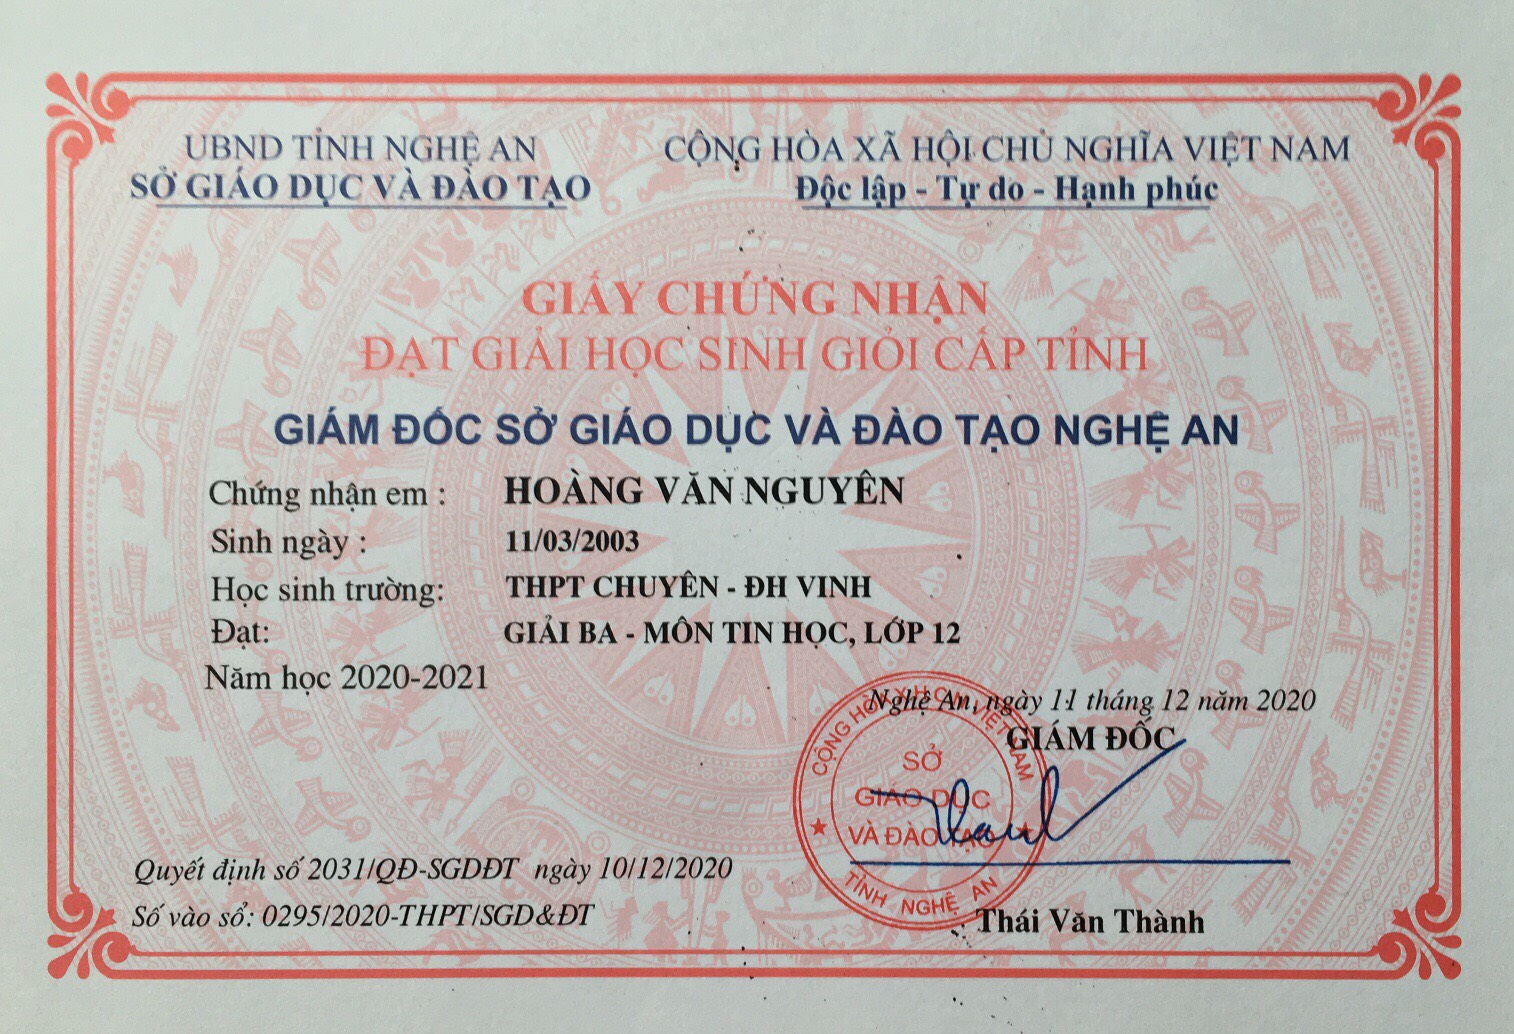 UBND TỈNH NGHỆ AN
SỞ GIÁO DỤC VÀ ĐÀO TẠO
CỘNG HÒA XÃ HỘI CHỦ NGHĨA VIỆT NAM
Độc lập - Tự do - Hạnh phúc
GIẤY CHỨNG NHẬN
ĐẠT GIẢI HỌC SINH GIỎI CẤP TỈNH
GIÁM ĐỐC SỞ GIÁO DỤC VÀ ĐÀO TẠO NGHỆ AN
Chứng nhận em : HOÀNG VĂN NGUYÊN
Sinh ngày : 11/03/2003
Học sinh trường: THPT CHUYÊN - ĐH VINH
Đạt: GIẢI BA - MÔN TIN HỌC, LỚP 12
Năm học 2020-2021
Nghệ An, ngày 11 tháng 12 năm 2020
GIÁM ĐỐC
CỘNG HÒA X.H.C.N VIỆT NAM
SỞ
GIÁO DỤC
VÀ ĐÀO TẠO
TỈNH NGHỆ AN
Thái Văn Thành
Quyết định số 2031/QĐ-SGDĐT ngày 10/12/2020
Số vào sổ: 0295/2020-THPT/SGD&ĐT